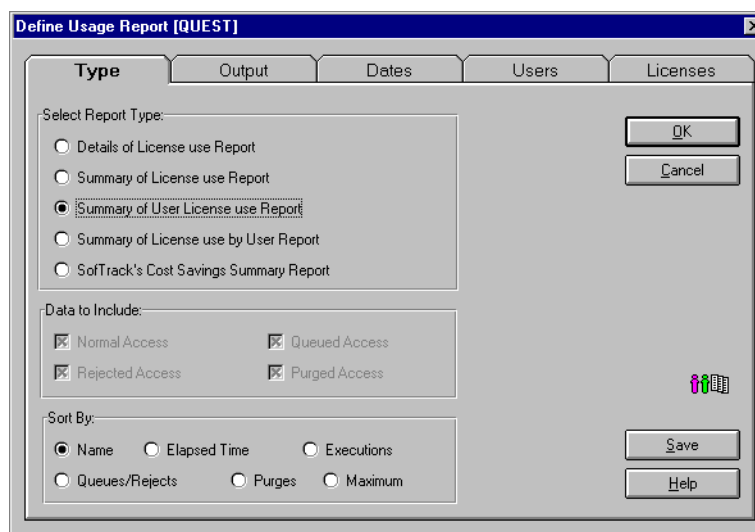 Define Usage Report [QUEST]
Type Output Dates Users Licenses
Select Report Type:
Details of License use Report
Summary of License use Report
Summary of User License use Report
Summary of License use by User Report
SofTrack's Cost Savings Summary Report
OK
Cancel
Data to Include:
Normal Access Queued Access
Rejected Access Purged Access
Sort By:
Name Elapsed Time Executions
Queues/Rejects Purges Maximum
Save
Help